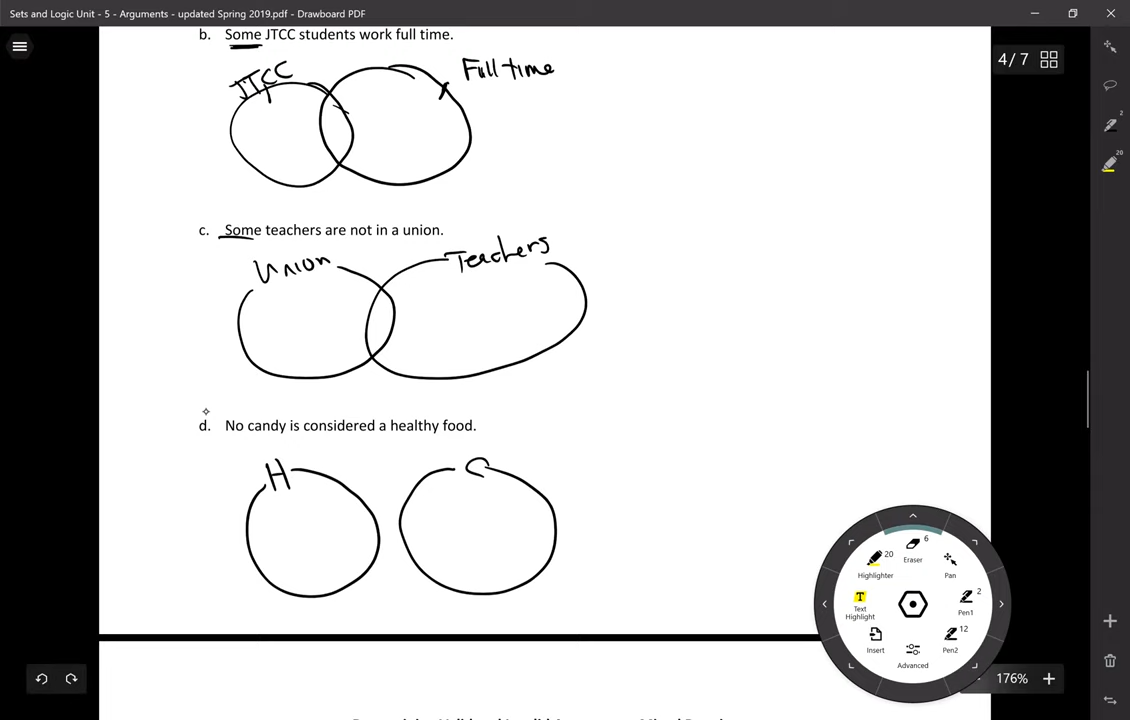 Sets and Logic Unit - 5 - Arguments - updated Spring 2019.pdf - Drawboard PDF
b. Some JTCC students work full time.
4/7
JTCC
Full time
2
20
c. Some teachers are not in a union.
Union
Teachers
d. No candy is considered a healthy food.
H
C
6
20
Eraser
Highlighter
Pan
T
2
Text
Highlight
Pen1
12
Insert
Pen2
Advanced
176%